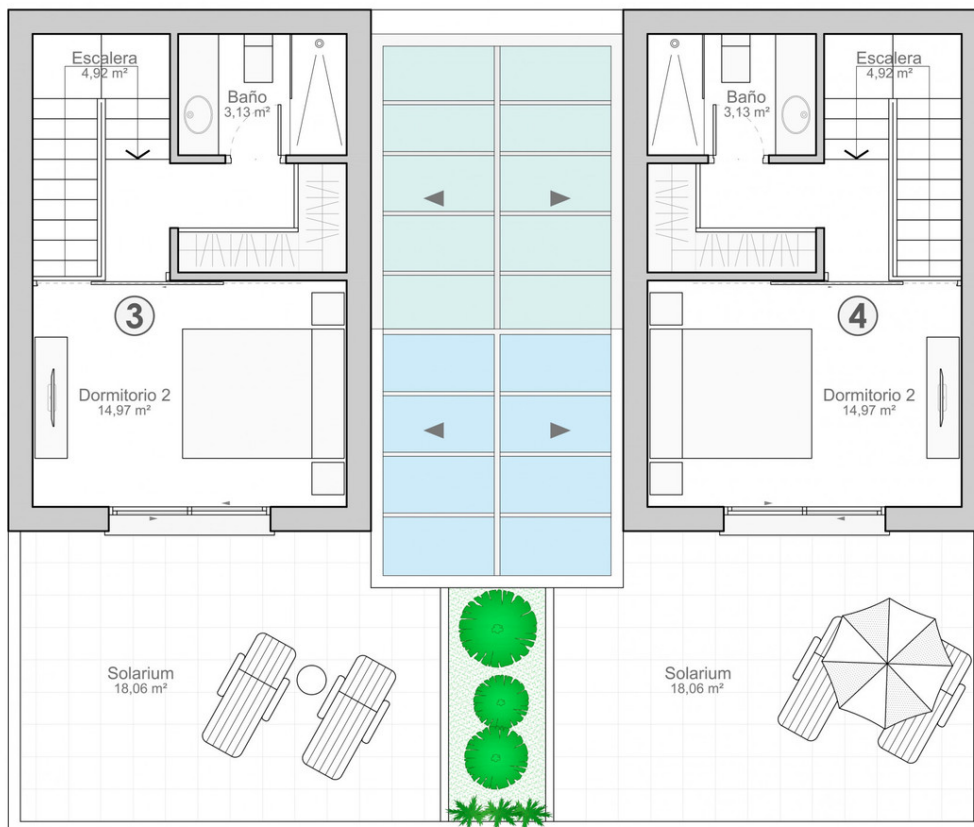 Escalera
4,92 m²
Baño
3,13 m²
Baño
3,13 m²
Escalera
4,92 m²
3
4
Dormitorio 2
14,97 m²
Dormitorio 2
14,97 m²
Solarium
18,06 m²
Solarium
18,06 m²